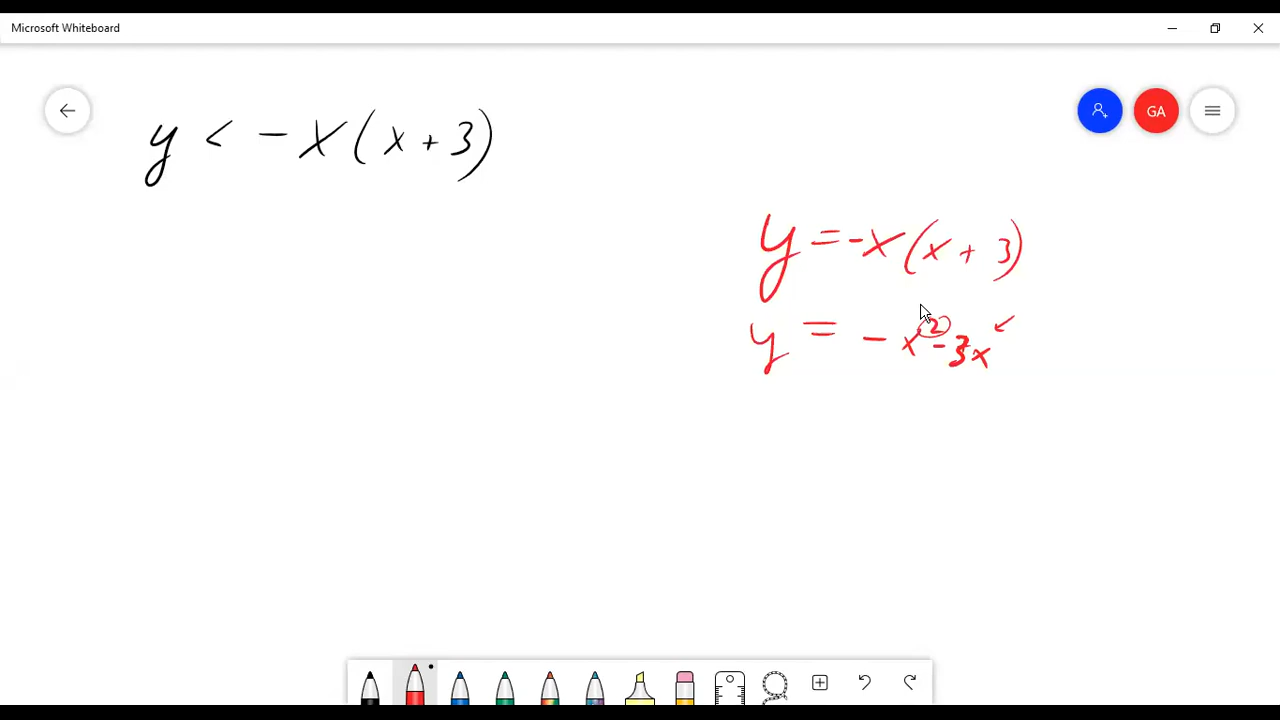 Microsoft Whiteboard
GA
y < - x(x + 3)
y = -x(x + 3)
y = - x² - 3x